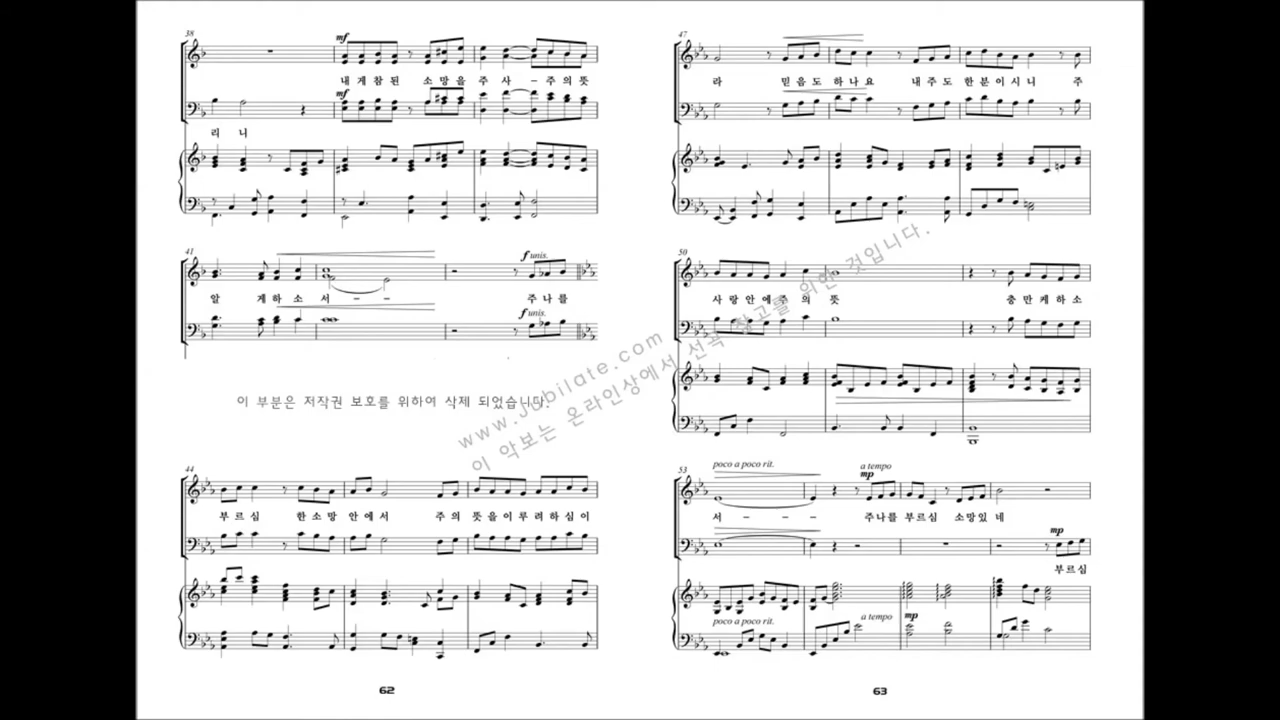 38
mf
내 게 참 된 소 망 을 주 사 - 주 의 뜻
mf
리 니
41
f unis.
알 게 하 소 서 - - 주 나 를
f unis.
이 부분은 저작권 보호를 위하여 삭제 되었습니다.
44
부 르 심 한 소 망 안 에 서 주 의 뜻 을 이 루 려 하 심 이
62
47
라 믿 음 도 하 나 요 내 주 도 한 분 이 시 니 주
50
사 랑 안 에 주 의 뜻 충 만 케 하 소
53
poco a poco rit.
a tempo
mp
서 - - - 주 나 를 부 르 심 소 망 있 네
mp
부 르 심
poco a poco rit.
a tempo
mp
63
www.jubilate.com
이 악보는 온라인상에서 선곡 참고를 위한 것입니다.